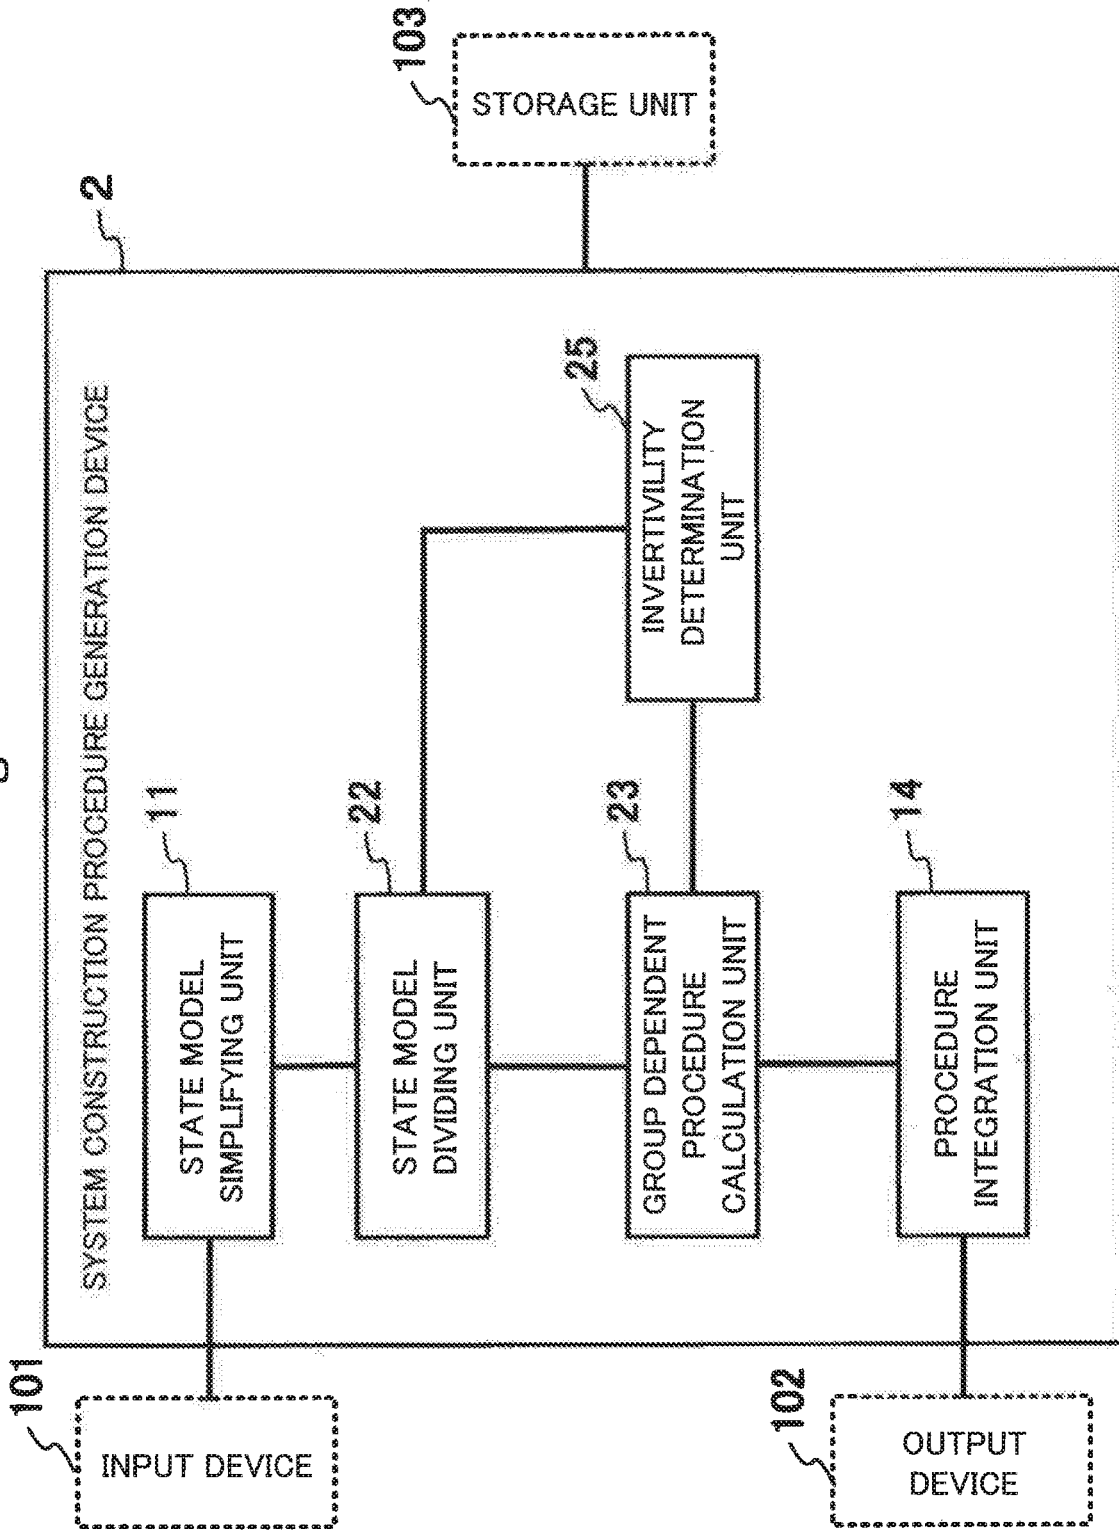 SYSTEM CONSTRUCTION PROCEDURE GENERATION DEVICE
2
101
INPUT DEVICE
11
STATE MODEL
SIMPLIFYING UNIT
22
STATE MODEL
DIVIDING UNIT
23
GROUP DEPENDENT
PROCEDURE
CALCULATION UNIT
25
INVERTIVILITY
DETERMINATION
UNIT
14
PROCEDURE
INTEGRATION UNIT
102
OUTPUT
DEVICE
103
STORAGE UNIT